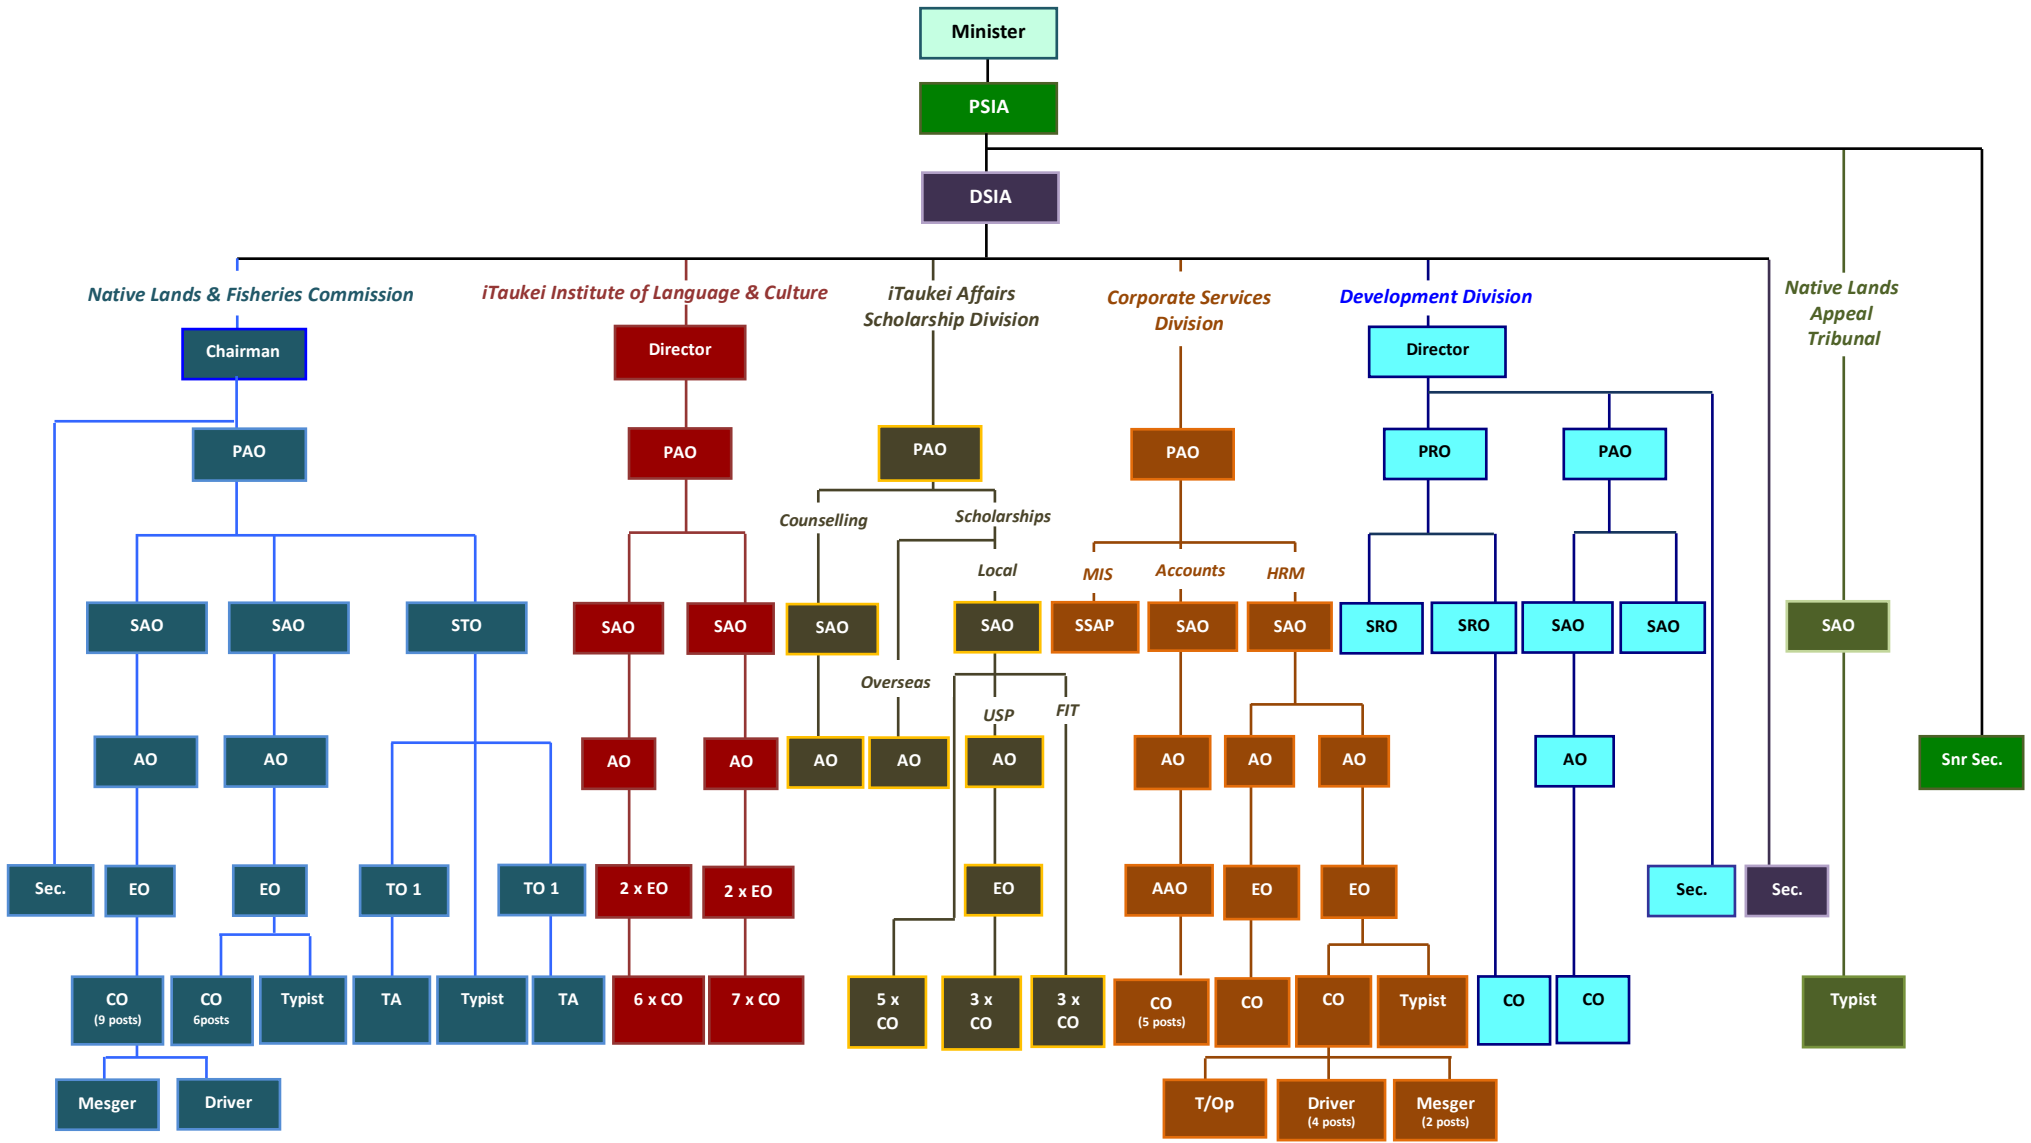 Minister
PSIA
DSIA
Native Lands & Fisheries Commission
iTaukei Institute of Language & Culture
iTaukei Affairs
Scholarship Division
Corporate Services
Division
Development Division
Native Lands
Appeal
Tribunal
Chairman
Director
Director
PAO
PAO
PAO
PAO
PRO
PAO
Counselling
Scholarships
Local
MIS
Accounts
HRM
SAO
SAO
STO
SAO
SAO
SAO
SAO
SSAP
SAO
SAO
SRO
SRO
SAO
SAO
SAO
Overseas
USP
FIT
AO
AO
AO
AO
AO
AO
AO
AO
AO
AO
AO
Snr Sec.
Sec.
EO
EO
TO 1
TO 1
2 x EO
2 x EO
EO
AAO
EO
EO
Sec.
Sec.
CO
(9 posts)
CO
6posts
Typist
TA
Typist
TA
6 x CO
7 x CO
5 x
CO
3 x
CO
3 x
CO
CO
(5 posts)
CO
CO
Typist
CO
CO
Typist
Mesger
Driver
T/Op
Driver
(4 posts)
Mesger
(2 posts)